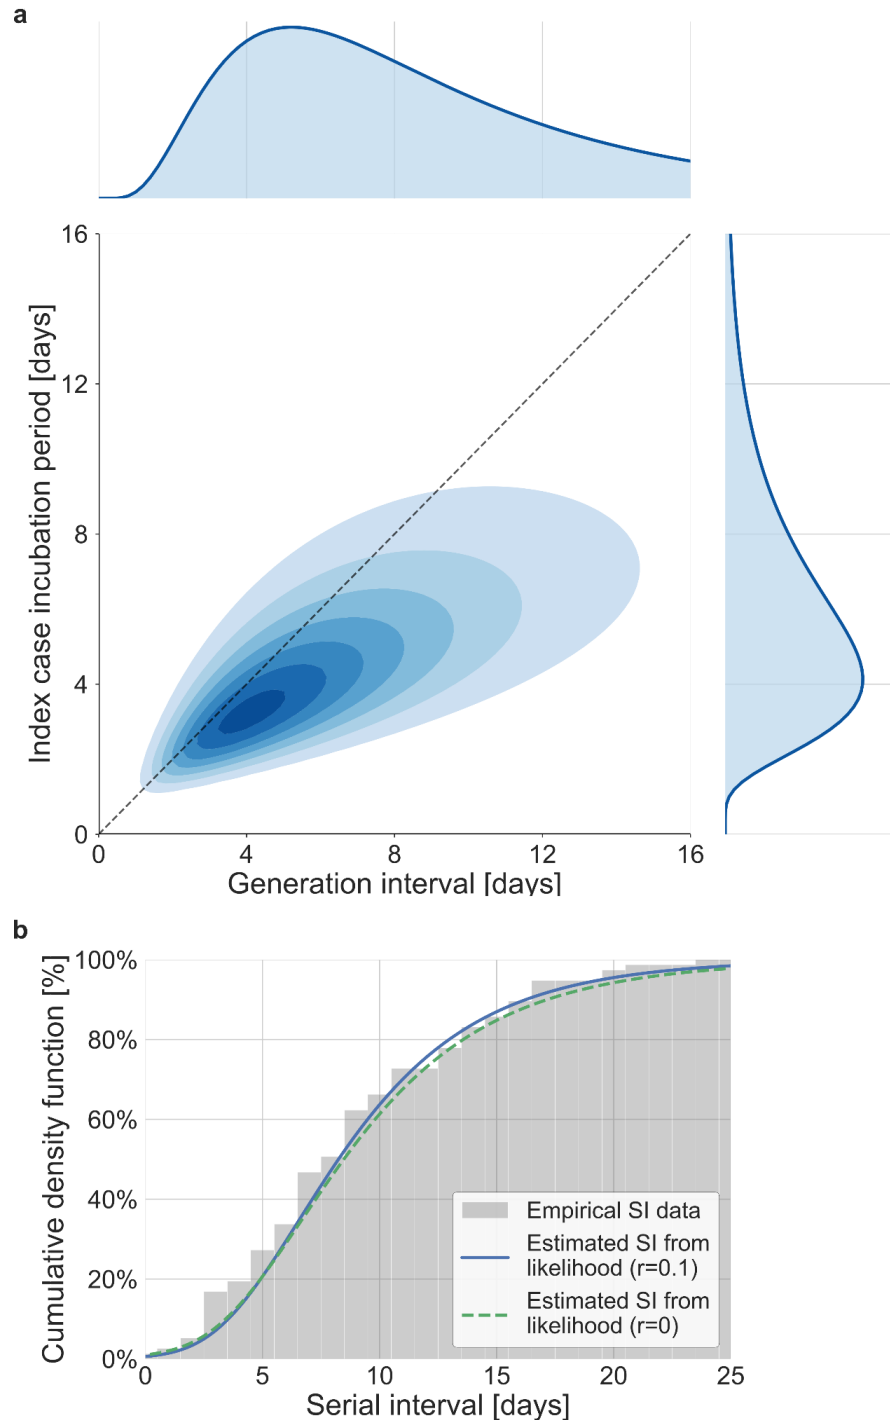 a
16
12
8
4
0
Index case incubation period [days]
0 4 8 12 16
Generation interval [days]
b
100%
80%
60%
40%
20%
0%
Cumulative density function [%]
Empirical SI data
Estimated SI from
likelihood (r=0.1)
Estimated SI from
likelihood (r=0)
0 5 10 15 20 25
Serial interval [days]